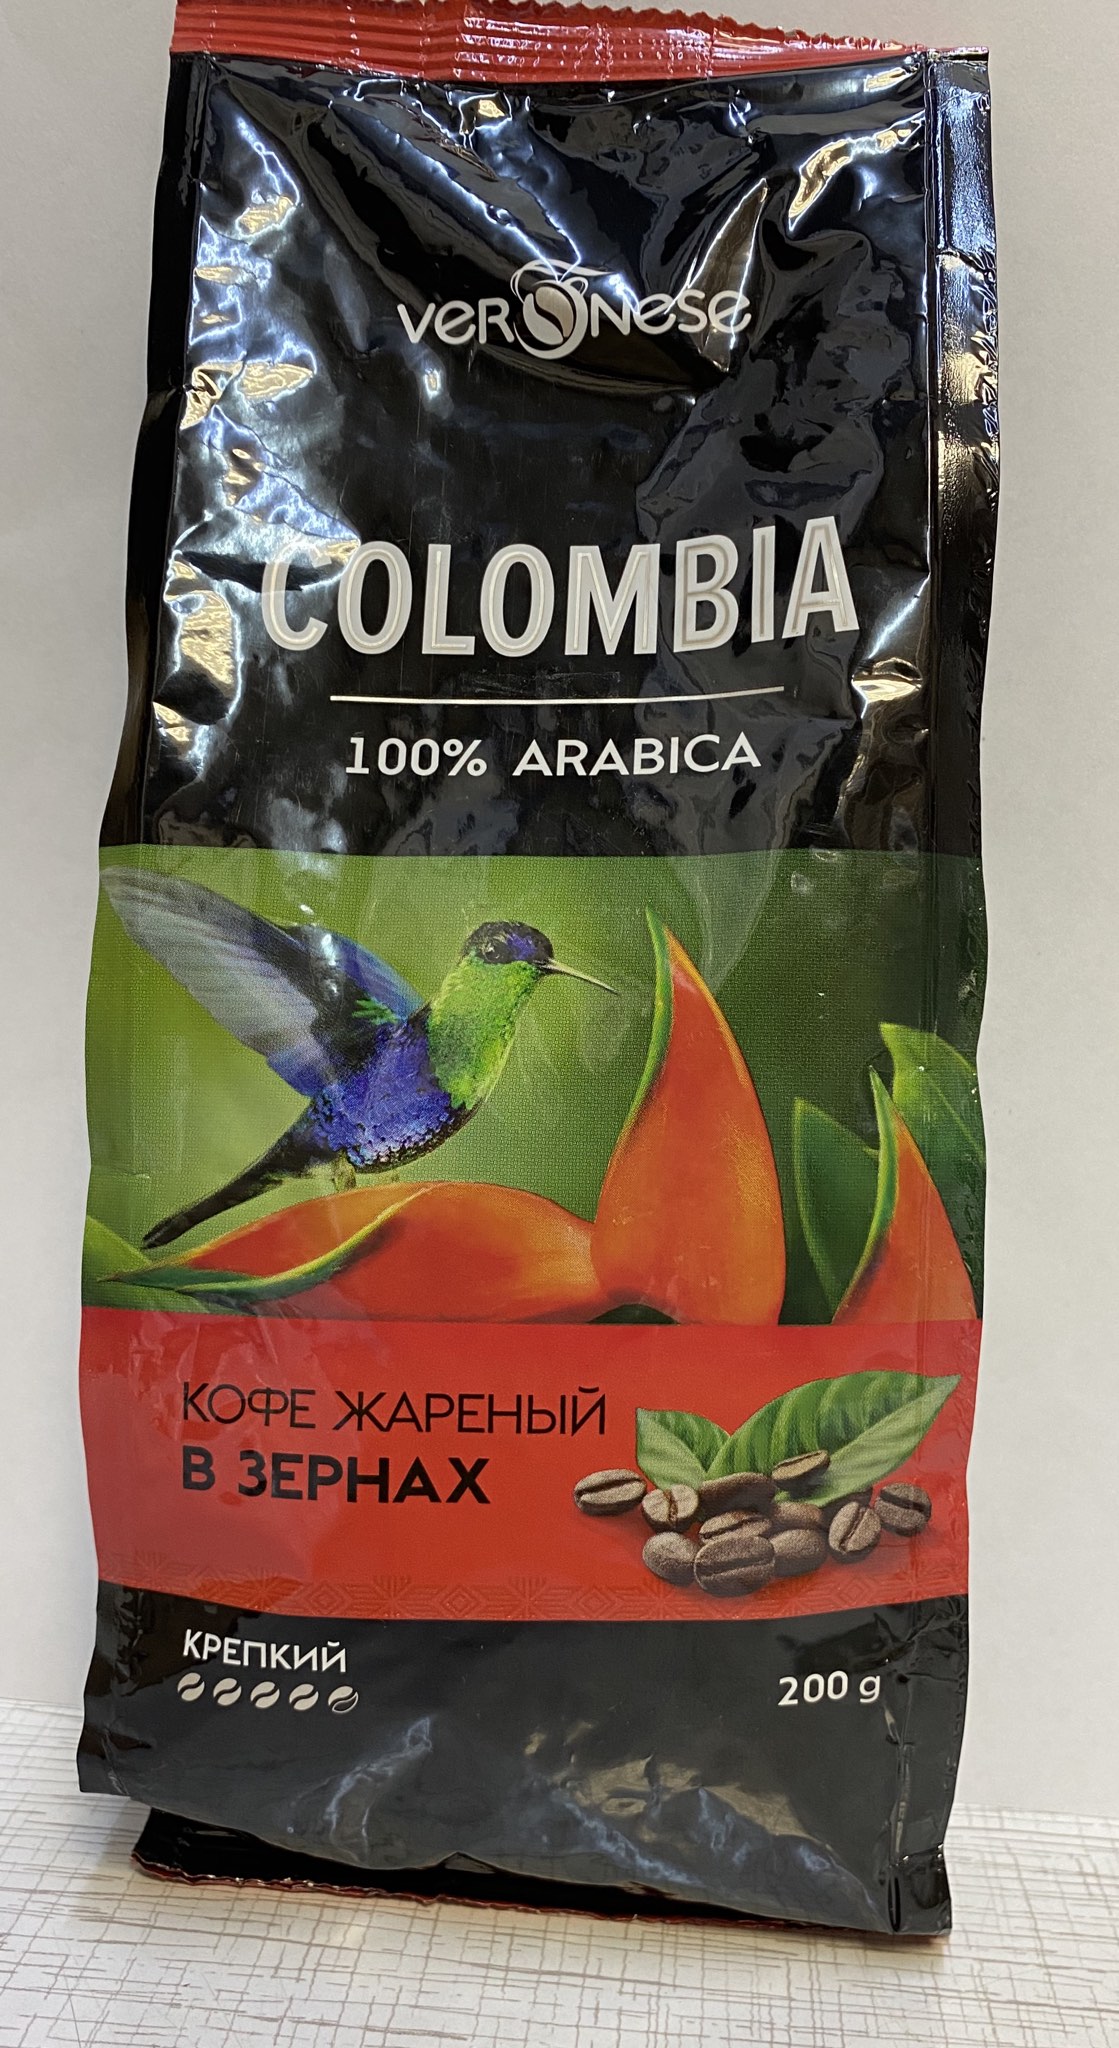 verOnese
COLOMBIA
100% ARABICA
КОФЕ ЖАРЕНЫЙ
В ЗЕРНАХ
КРЕПКИЙ
200 g